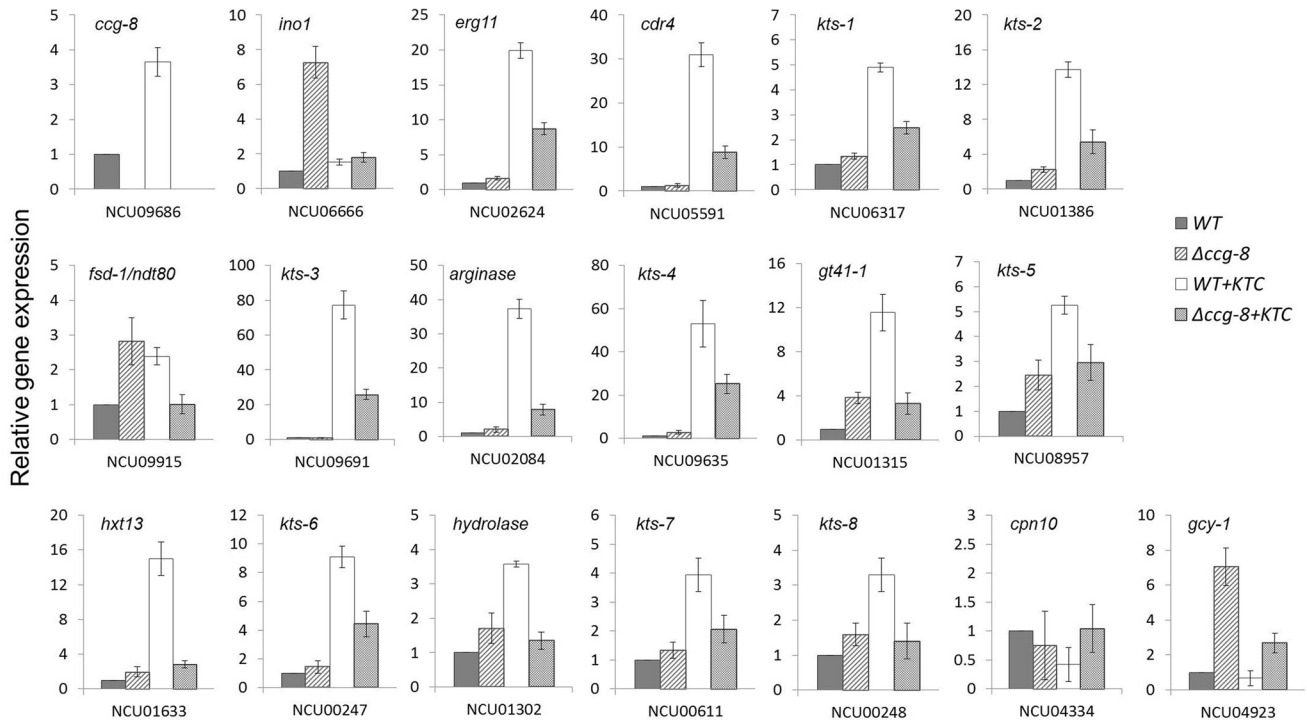 Relative gene expression
ccg-8
5
4
3
2
1
0
NCU09686
ino1
10
8
6
4
2
0
NCU06666
erg11
25
20
15
10
5
0
NCU02624
cdr4
40
30
20
10
0
NCU05591
kts-1
7
6
5
4
3
2
1
0
NCU06317
kts-2
20
16
12
8
4
0
NCU01386
WT
Δccg-8
WT+KTC
Δccg-8+KTC
fsd-1/ndt80
5
4
3
2
1
0
NCU09915
kts-3
100
80
60
40
20
0
NCU09691
arginase
50
40
30
20
10
0
NCU02084
kts-4
80
60
40
20
0
NCU09635
gt41-1
16
12
8
4
0
NCU01315
kts-5
7
6
5
4
3
2
1
0
NCU08957
hxt13
20
16
12
8
4
0
NCU01633
kts-6
12
10
8
6
4
2
0
NCU00247
hydrolase
5
4
3
2
1
0
NCU01302
kts-7
6
5
4
3
2
1
0
NCU00611
kts-8
5
4
3
2
1
0
NCU00248
cpn10
3
2.5
2
1.5
1
0.5
0
NCU04334
gcy-1
10
8
6
4
2
0
NCU04923